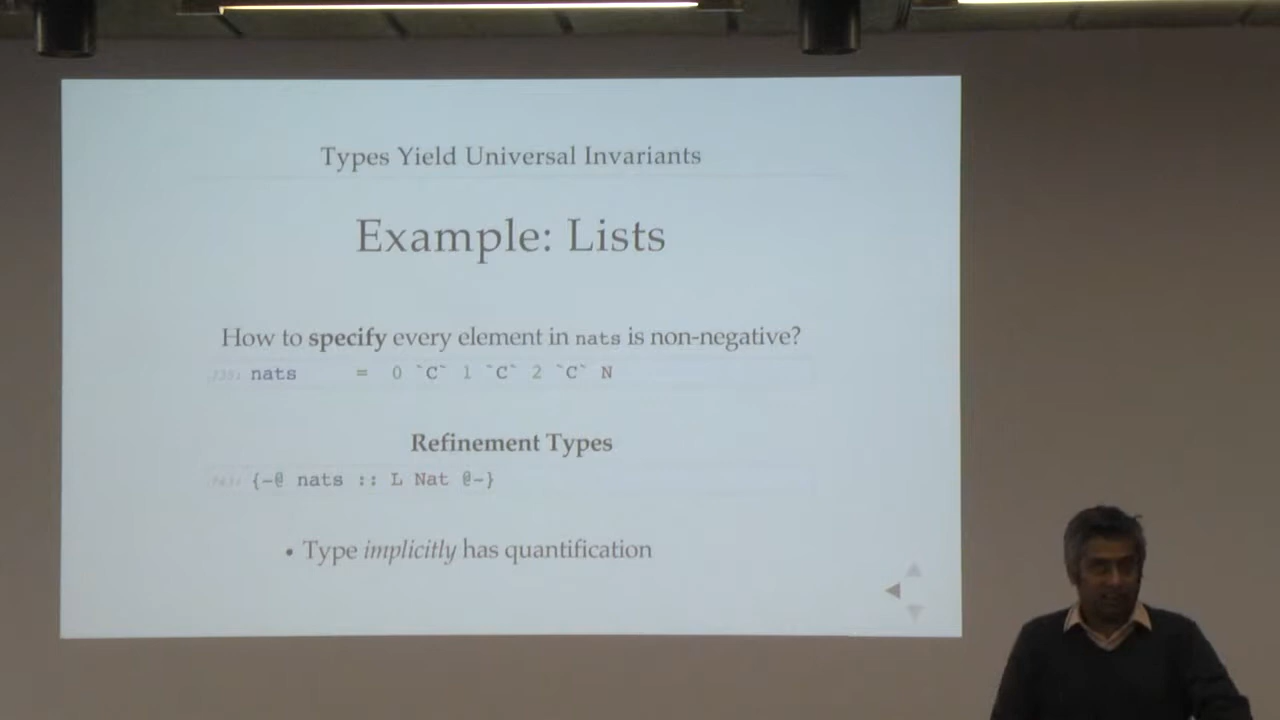 Types Yield Universal Invariants
Example: Lists
How to specify every element in nats is non-negative?
nats = 0 `C` 1 `C` 2 `C` N
Refinement Types
{-@ nats :: L Nat @-}
• Type implicitly has quantification